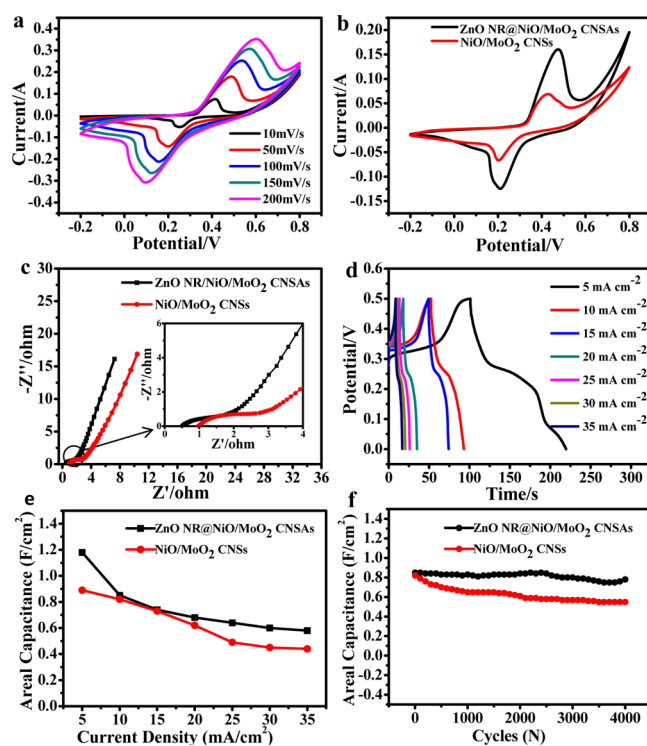 a
Current/A
0.4
0.3
0.2
0.1
0.0
-0.1
-0.2
-0.3
-0.4
10mV/s
50mV/s
100mV/s
150mV/s
200mV/s
-0.2 0.0 0.2 0.4 0.6 0.8
Potential/V
b
Current/A
0.20
0.15
0.10
0.05
0.00
-0.05
-0.10
-0.15
ZnO NR@NiO/MoO2 CNSAs
NiO/MoO2 CNSs
-0.2 0.0 0.2 0.4 0.6 0.8
Potential/V
c
-Z''/ohm
30
25
20
15
10
5
0
ZnO NR/NiO/MoO2 CNSAs
NiO/MoO2 CNSs
-Z''/ohm
6
4
2
0
0 1 2 3 4
Z'/ohm
0 3 6 9 12 15 18 21 24 27 30 33 36
Z'/ohm
d
Potential/V
0.6
0.5
0.4
0.3
0.2
0.1
0.0
5 mA cm-2
10 mA cm-2
15 mA cm-2
20 mA cm-2
25 mA cm-2
30 mA cm-2
35 mA cm-2
0 50 100 150 200 250 300
Time/s
e
Areal Capacitance (F/cm2)
1.4
1.2
1.0
0.8
0.6
0.4
0.2
0.0
ZnO NR@NiO/MoO2 CNSAs
NiO/MoO2 CNSs
5 10 15 20 25 30 35
Current Density (mA/cm2)
f
Areal Capacitance (F/cm2)
1.4
1.2
1.0
0.8
0.6
0.4
0.2
0.0
-0.2
-0.4
ZnO NR@NiO/MoO2 CNSAs
NiO/MoO2 CNSs
0 1000 2000 3000 4000
Cycles (N)